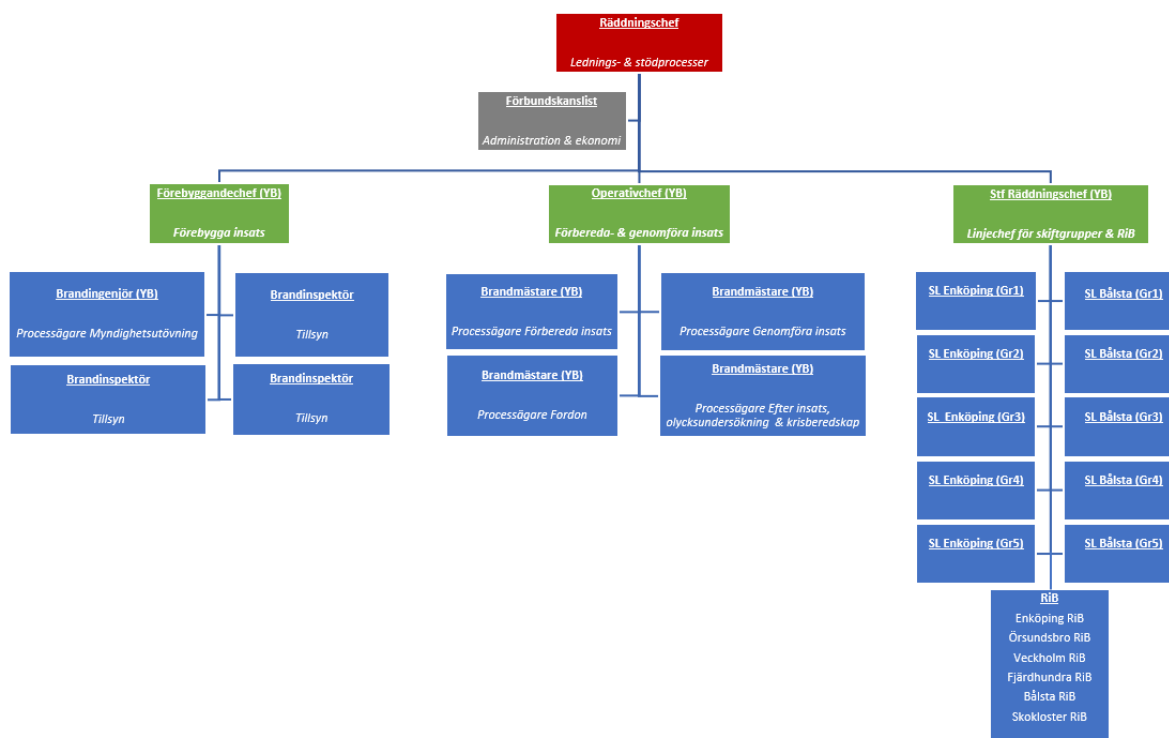 Räddningschef
Lednings- & stödprocesser
Förbundskanslist
Administration & ekonomi
Förebyggandechef (YB)
Förebygga insats
Operativchef (YB)
Förbereda- & genomföra insats
Stf Räddningschef (YB)
Linjechef för skiftgrupper & RiB
Brandingenjör (YB)
Processägare Myndighetsutövning
Brandinspektör
Tillsyn
Brandinspektör
Tillsyn
Brandinspektör
Tillsyn
Brandmästare (YB)
Processägare Förbereda insats
Brandmästare (YB)
Processägare Genomföra insats
Brandmästare (YB)
Processägare Fordon
Brandmästare (YB)
Processägare Efter insats,
olycksundersökning & krisberedskap
SL Enköping (Gr1)
SL Bålsta (Gr1)
SL Enköping (Gr2)
SL Bålsta (Gr2)
SL Enköping (Gr3)
SL Bålsta (Gr3)
SL Enköping (Gr4)
SL Bålsta (Gr4)
SL Enköping (Gr5)
SL Bålsta (Gr5)
RiB
Enköping RiB
Örsundsbro RiB
Veckholm RiB
Fjärdhundra RiB
Bålsta RiB
Skokloster RiB